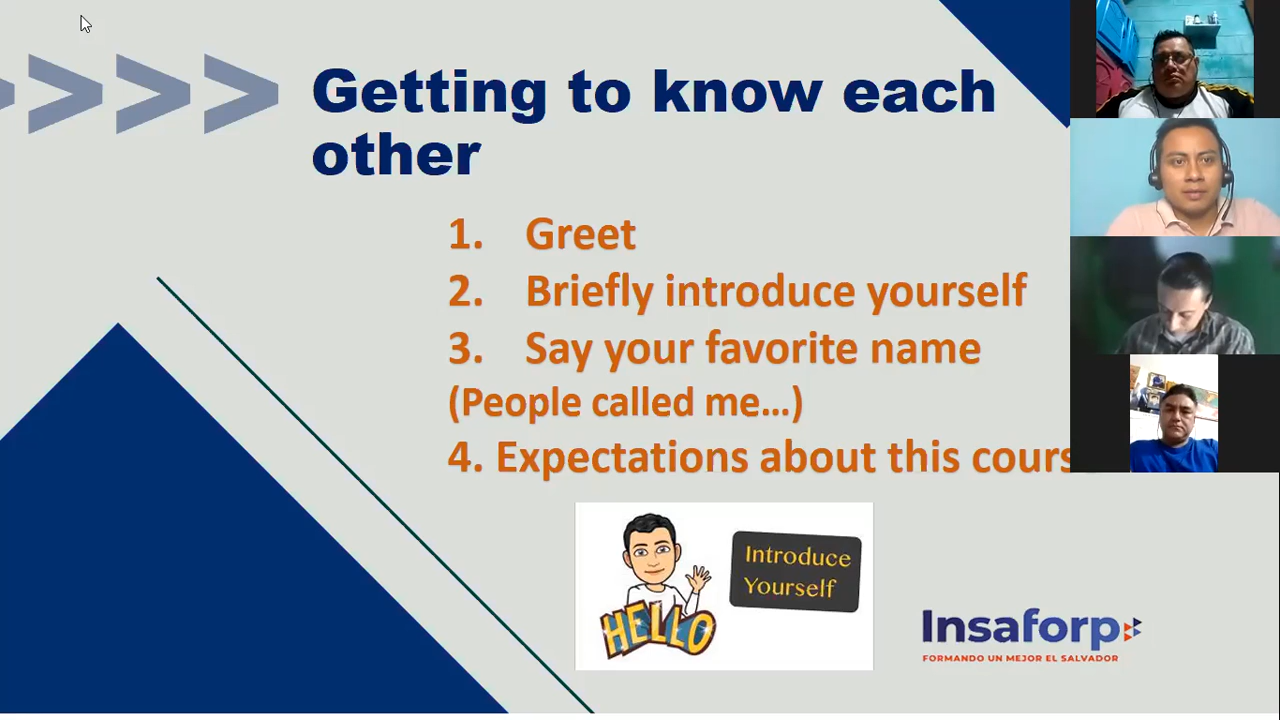 Getting to know each
other
1. Greet
2. Briefly introduce yourself
3. Say your favorite name
(People called me...)
4. Expectations about this cours
Introduce
Yourself
HELLO
Insaforp
FORMANDO UN MEJOR EL SALVADOR